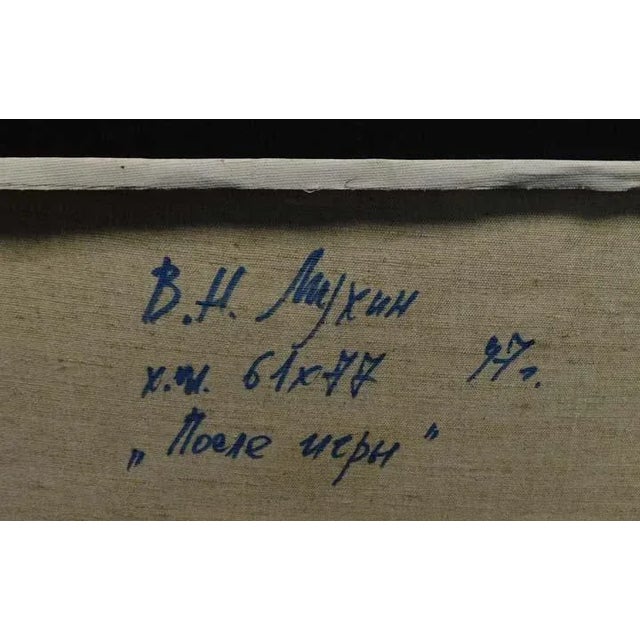 В.Н. Мухин
х.м. 61х77 97г.
„После игры"